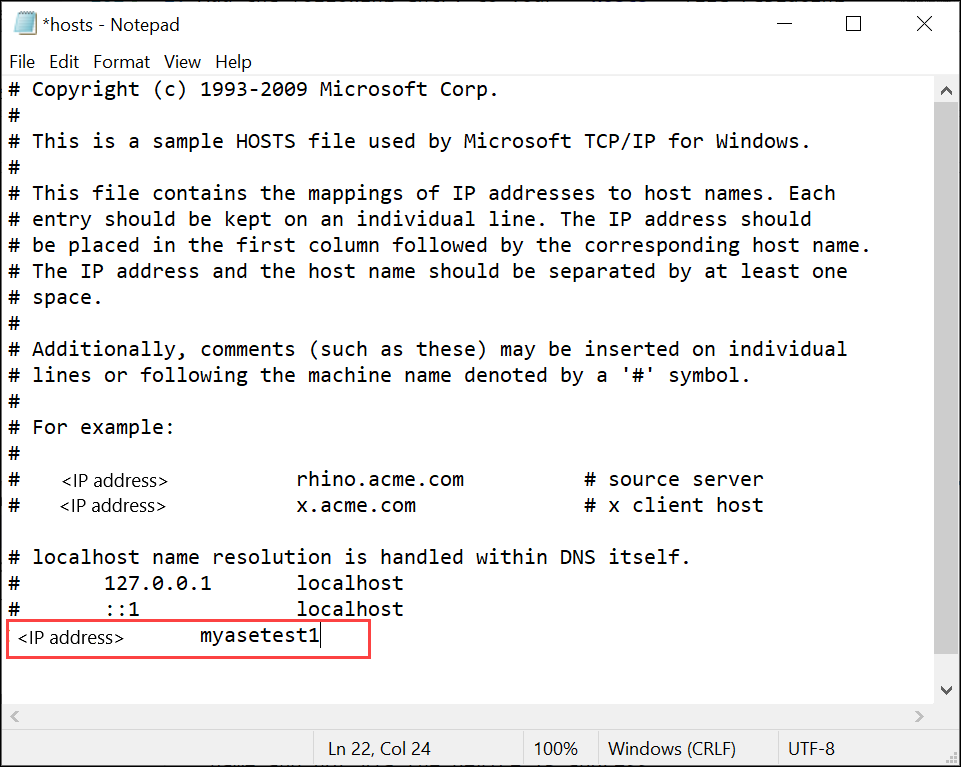 *hosts - Notepad
File Edit Format View Help
# Copyright (c) 1993-2009 Microsoft Corp.
#
# This is a sample HOSTS file used by Microsoft TCP/IP for Windows.
#
# This file contains the mappings of IP addresses to host names. Each
# entry should be kept on an individual line. The IP address should
# be placed in the first column followed by the corresponding host name.
# The IP address and the host name should be separated by at least one
# space.
#
# Additionally, comments (such as these) may be inserted on individual
# lines or following the machine name denoted by a '#' symbol.
#
# For example:
#
# <IP address> rhino.acme.com # source server
# <IP address> x.acme.com # x client host
# localhost name resolution is handled within DNS itself.
# 127.0.0.1 localhost
# ::1 localhost
<IP address> myasetest1
Ln 22, Col 24 100% Windows (CRLF) UTF-8